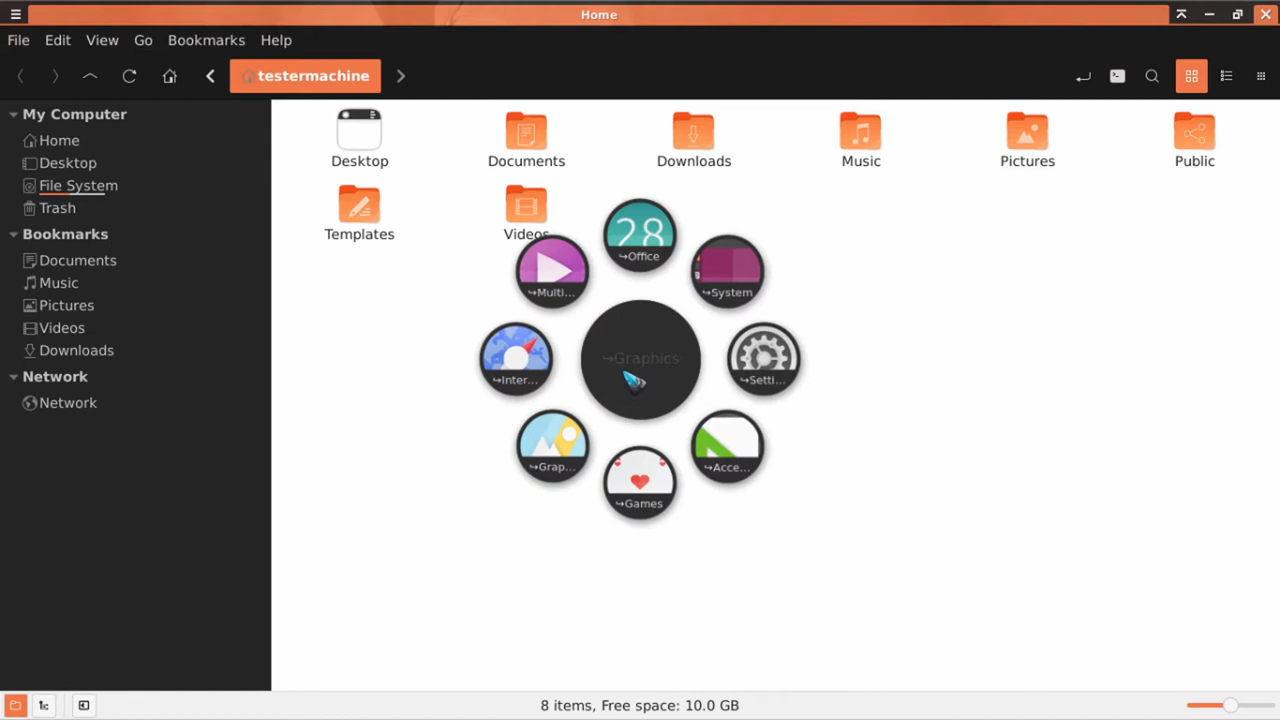 Home
File Edit View Go Bookmarks Help
testermachine
My Computer
Home
Desktop
File System
Trash
Bookmarks
Documents
Music
Pictures
Videos
Downloads
Network
Network
Desktop Documents Downloads Music Pictures Public
Templates Videos
28
↪Office
↪Multi...
↪System
↪Graphics
↪Inter...
↪Setti...
↪Grap...
↪Acce...
↪Games
8 items, Free space: 10.0 GB